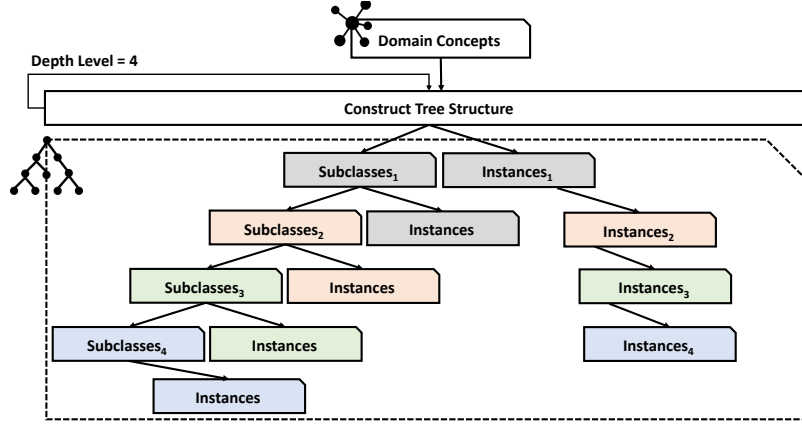 Domain Concepts
Depth Level = 4
Construct Tree Structure
Subclasses₁
Instances₁
Subclasses₂
Instances
Instances₂
Subclasses₃
Instances
Instances₃
Subclasses₄
Instances
Instances₄
Instances